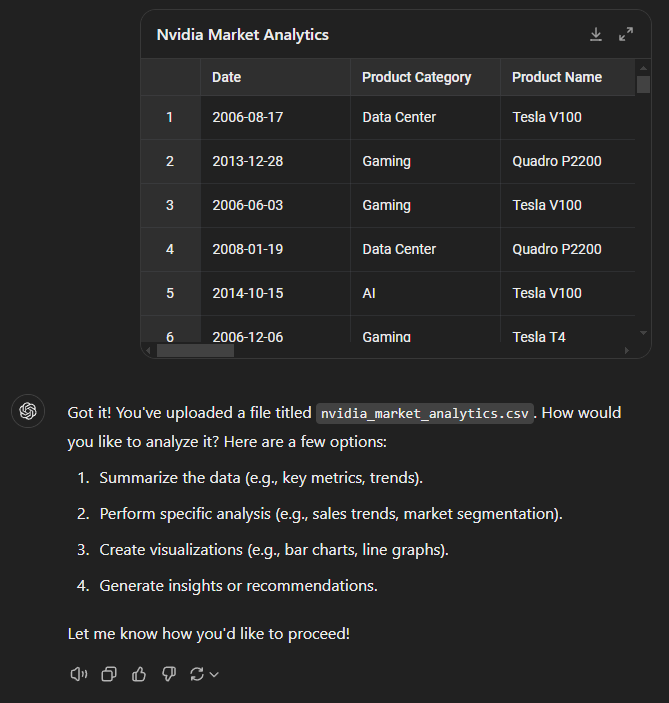 Nvidia Market Analytics
Date Product Category Product Name
1 2006-08-17 Data Center Tesla V100
2 2013-12-28 Gaming Quadro P2200
3 2006-06-03 Gaming Tesla V100
4 2008-01-19 Data Center Quadro P2200
5 2014-10-15 AI Tesla V100
6 2006-12-06 Gaming Tesla T4
Got it! You've uploaded a file titled nvidia_market_analytics.csv. How would
you like to analyze it? Here are a few options:
1. Summarize the data (e.g., key metrics, trends).
2. Perform specific analysis (e.g., sales trends, market segmentation).
3. Create visualizations (e.g., bar charts, line graphs).
4. Generate insights or recommendations.
Let me know how you'd like to proceed!